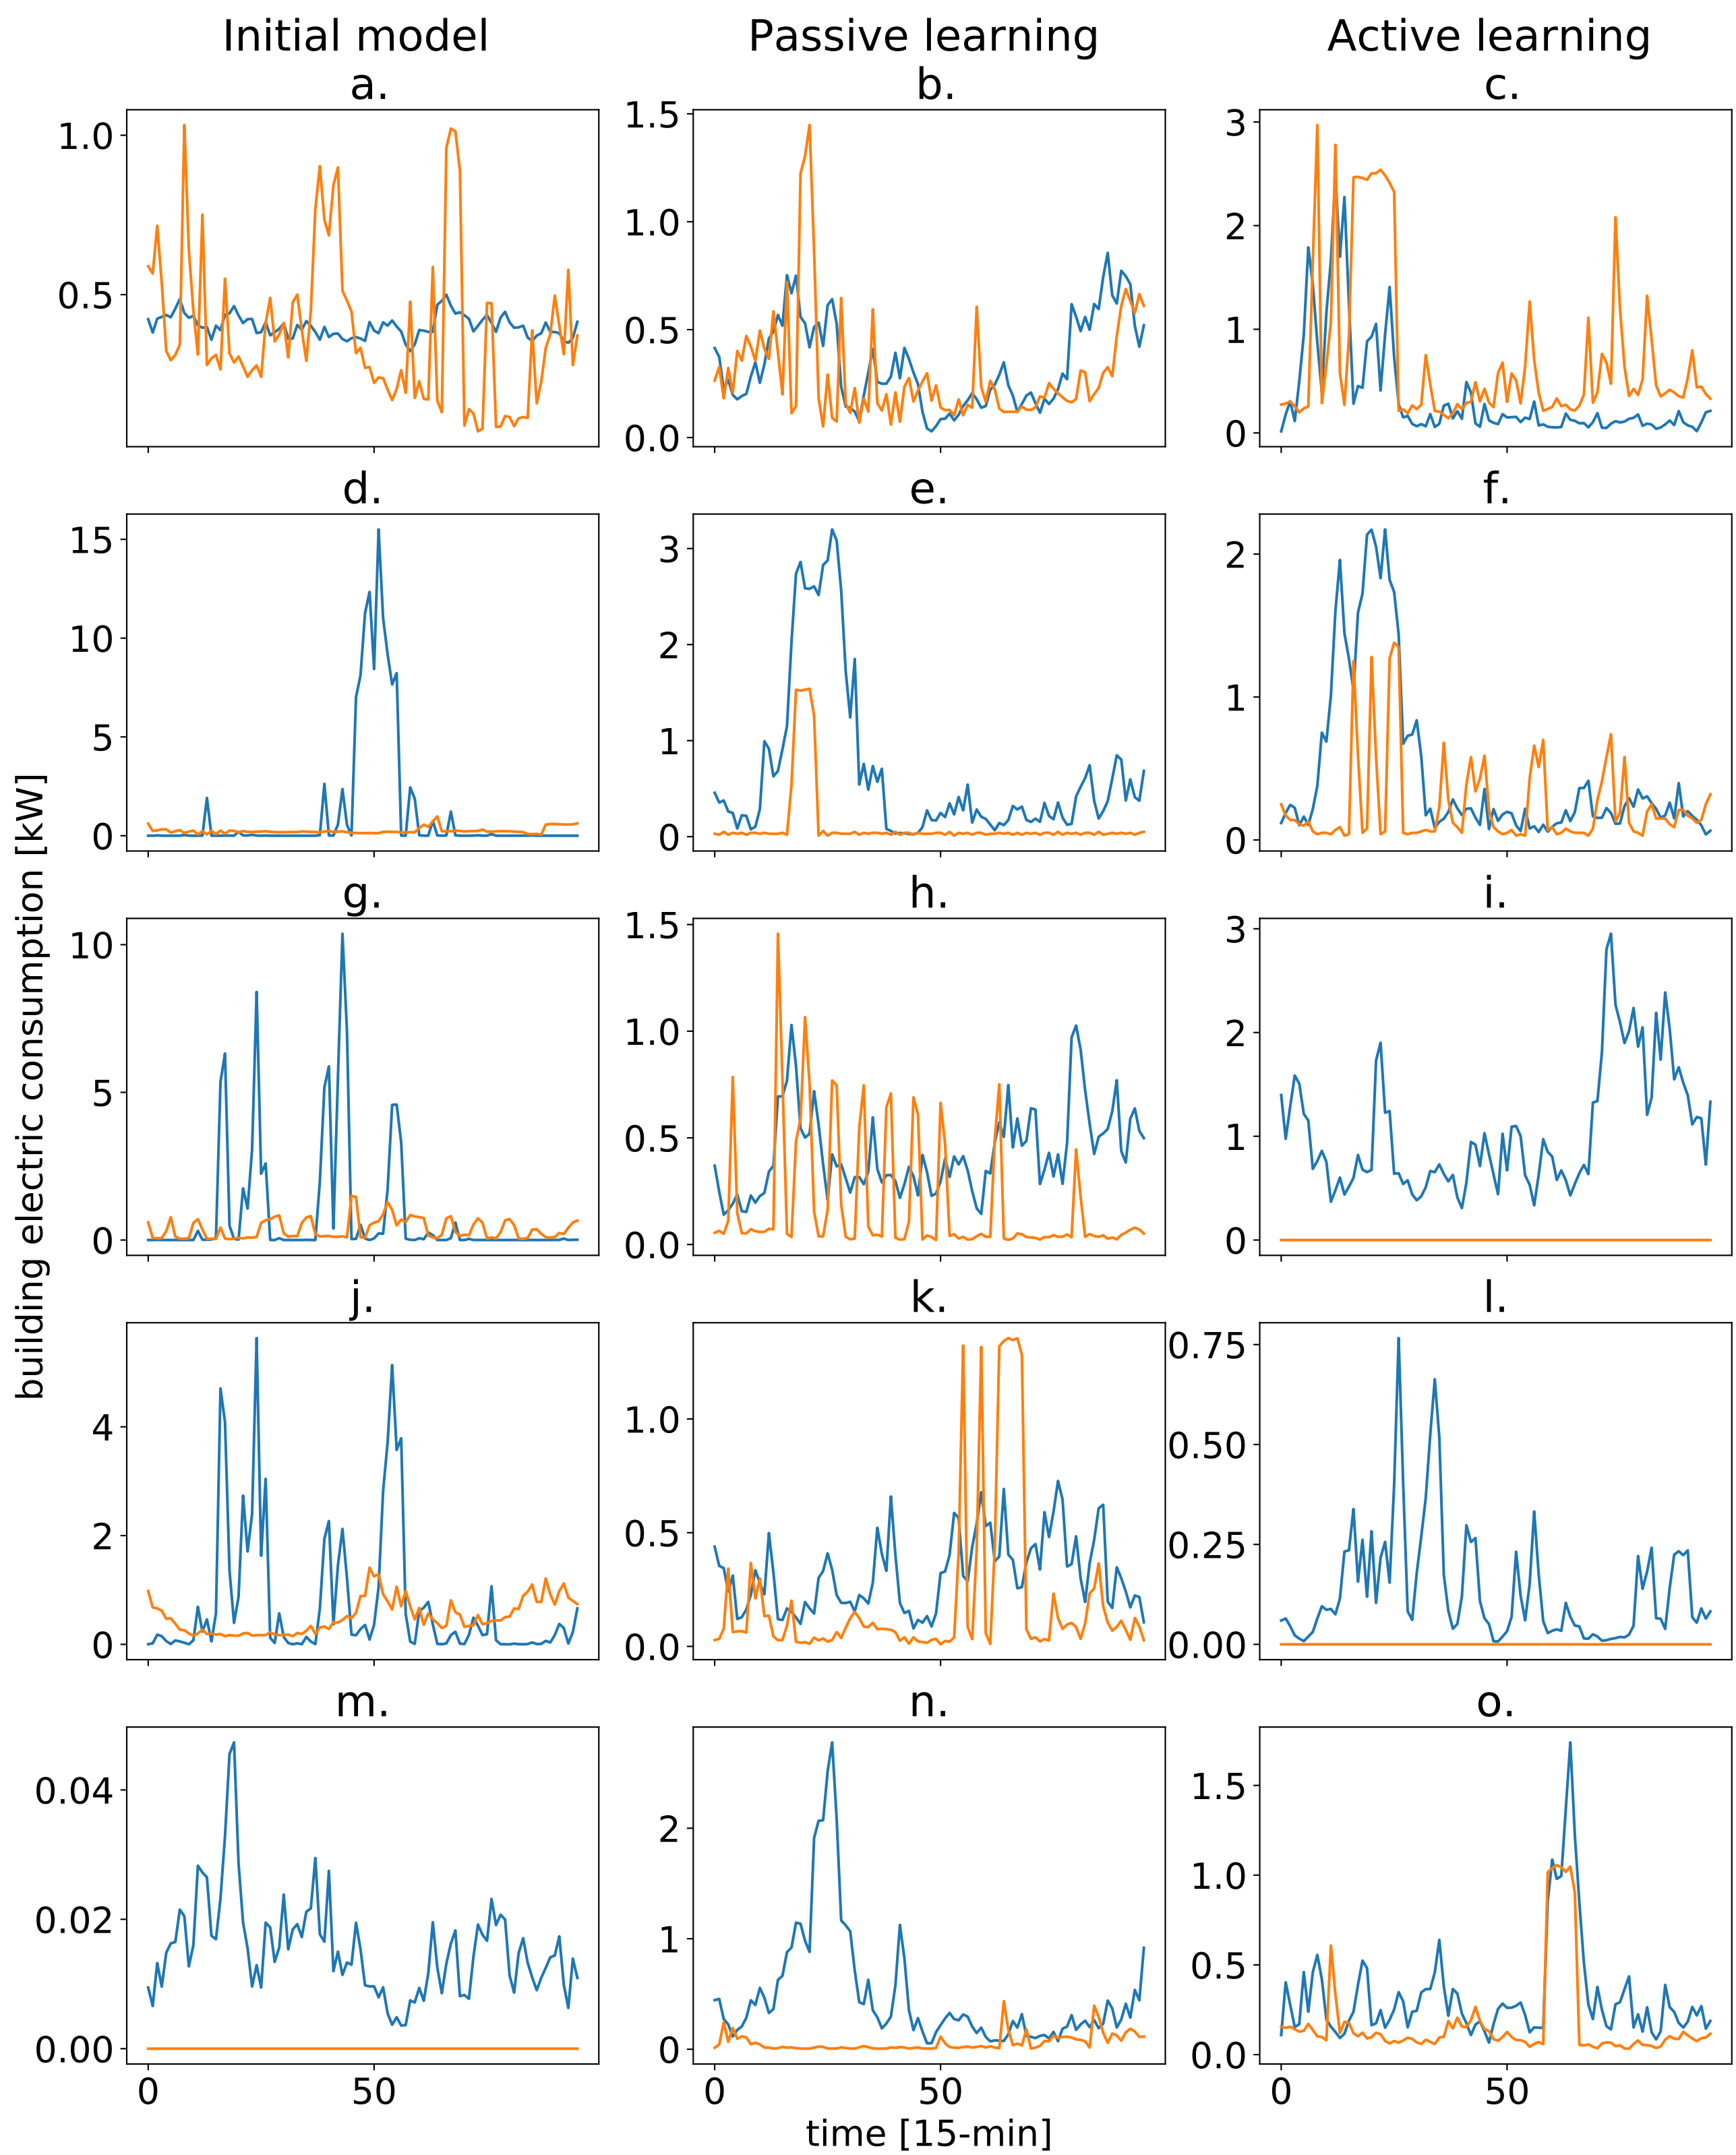 Initial model
Passive learning
Active learning
a.
b.
c.
1.0
0.5
1.5
1.0
0.5
0.0
3
2
1
0
d.
e.
f.
15
10
5
0
3
2
1
0
2
1
0
g.
h.
i.
10
5
0
1.5
1.0
0.5
0.0
3
2
1
0
j.
k.
l.
4
2
0
1.0
0.5
0.0
0.75
0.50
0.25
0.00
m.
n.
o.
0.04
0.02
0.00
2
1
0
1.5
1.0
0.5
0.0
0
50
0
50
0
50
building electric consumption [kW]
time [15-min]